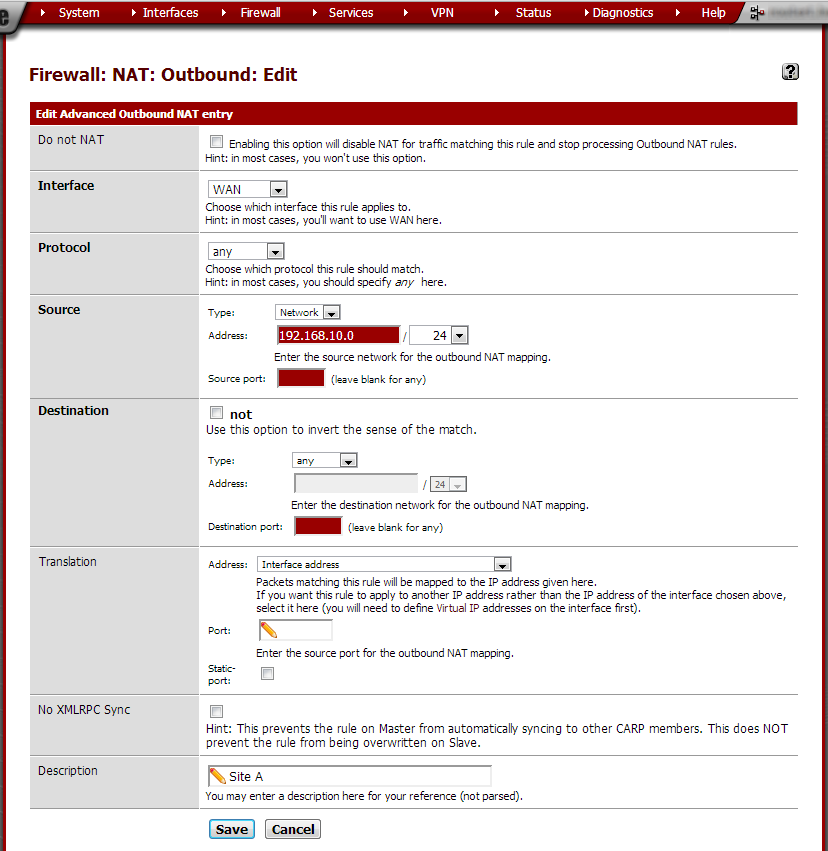 System Interfaces Firewall Services VPN Status Diagnostics Help
Firewall: NAT: Outbound: Edit
?
Edit Advanced Outbound NAT entry
Do not NAT
Enabling this option will disable NAT for traffic matching this rule and stop processing Outbound NAT rules.
Hint: in most cases, you won't use this option.
Interface
WAN
Choose which interface this rule applies to.
Hint: in most cases, you'll want to use WAN here.
Protocol
any
Choose which protocol this rule should match.
Hint: in most cases, you should specify any here.
Source
Type: Network
Address: 192.168.10.0 / 24
Enter the source network for the outbound NAT mapping.
Source port: (leave blank for any)
Destination
not
Use this option to invert the sense of the match.
Type: any
Address: / 24
Enter the destination network for the outbound NAT mapping.
Destination port: (leave blank for any)
Translation
Address: Interface address
Packets matching this rule will be mapped to the IP address given here.
If you want this rule to apply to another IP address rather than the IP address of the interface chosen above,
select it here (you will need to define Virtual IP addresses on the interface first).
Port:
Enter the source port for the outbound NAT mapping.
Static-
port:
No XMLRPC Sync
Hint: This prevents the rule on Master from automatically syncing to other CARP members. This does NOT
prevent the rule from being overwritten on Slave.
Description
Site A
You may enter a description here for your reference (not parsed).
Save Cancel